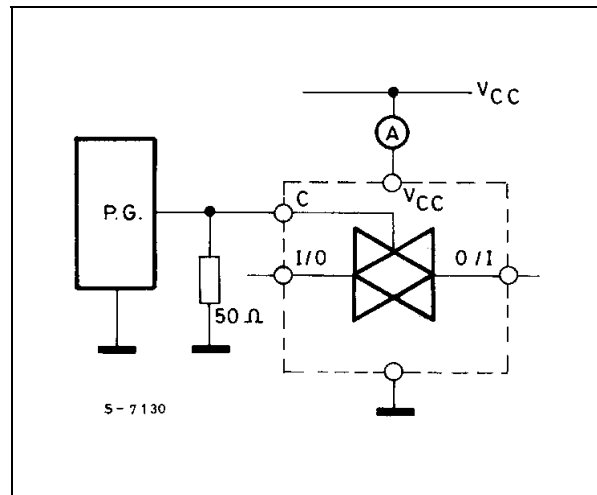 VCC
A
P.G.
C
VCC
I/O
O/I
50 Ω
S-7130